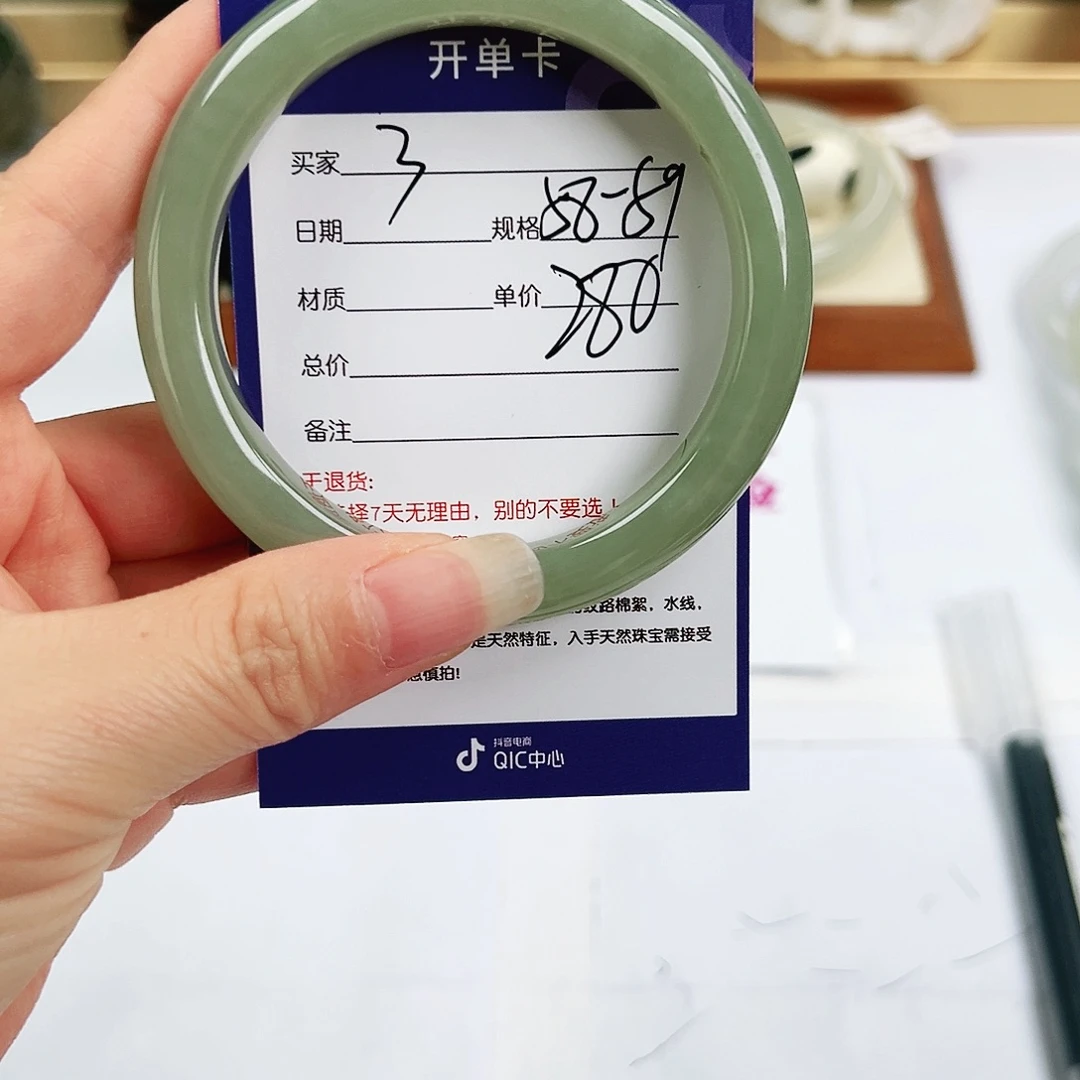 开单卡
买家 3
日期 规格 58-59
材质 单价 780
总价
备注
于退货:
择7天无理由，别的不要选！
棉絮，水线，
是天然特征，入手天然珠宝需接受
慎拍!
抖音电商
QIC中心